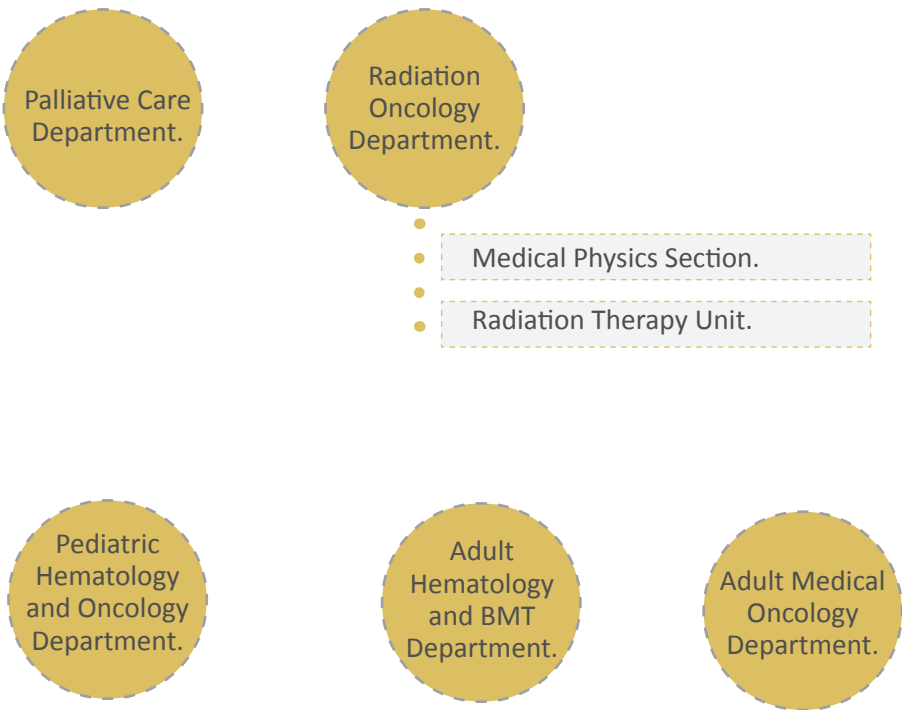 Palliative Care
Department.
Radiation
Oncology
Department.
Medical Physics Section.
Radiation Therapy Unit.
Pediatric
Hematology
and Oncology
Department.
Adult
Hematology
and BMT
Department.
Adult Medical
Oncology
Department.